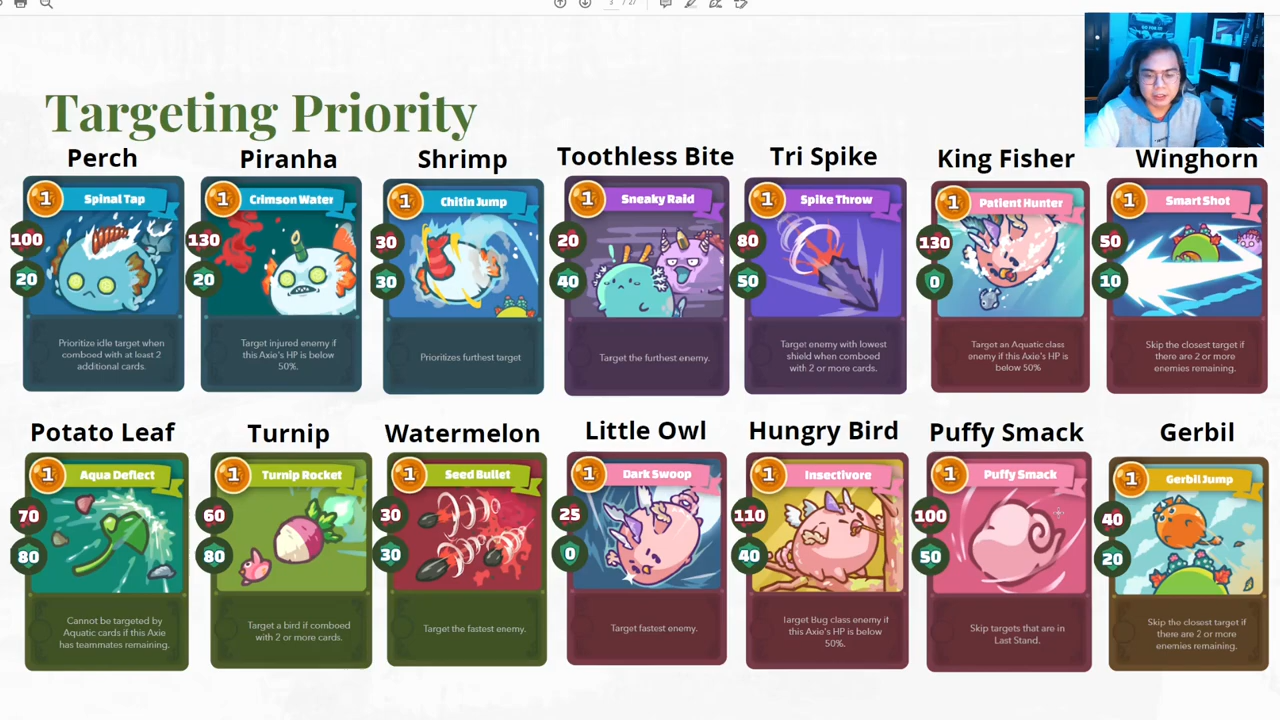 3 / 27
Targeting Priority
Perch
Piranha
Shrimp
Toothless Bite
Tri Spike
King Fisher
Winghorn
1
Spinal Tap
100
20
Prioritize idle target when
comboed with at least 2
additional cards.
1
Crimson Water
130
20
Target injured enemy if
this Axie's HP is below
50%.
1
Chitin Jump
30
30
Prioritizes furthest target
1
Sneaky Raid
20
40
Target the furthest enemy.
1
Spike Throw
80
50
Target enemy with lowest
shield when comboed
with 2 or more cards.
1
Patient Hunter
130
0
Target an Aquatic class
enemy if this Axie's HP is
below 50%
1
Smart Shot
50
10
Skip the closest target if
there are 2 or more
enemies remaining.
Potato Leaf
Turnip
Watermelon
Little Owl
Hungry Bird
Puffy Smack
Gerbil
1
Aqua Deflect
70
80
Cannot be targeted by
Aquatic cards if this Axie
has teammates remaining.
1
Turnip Rocket
60
80
Target a bird if comboed
with 2 or more cards.
1
Seed Bullet
30
30
Target the fastest enemy.
1
Dark Swoop
25
0
Target fastest enemy.
1
Insectivore
110
40
Target Bug class enemy if
this Axie's HP is below
50%.
1
Puffy Smack
100
50
Skip targets that are in
Last Stand.
1
Gerbil Jump
40
20
Skip the closest target if
there are 2 or more
enemies remaining.